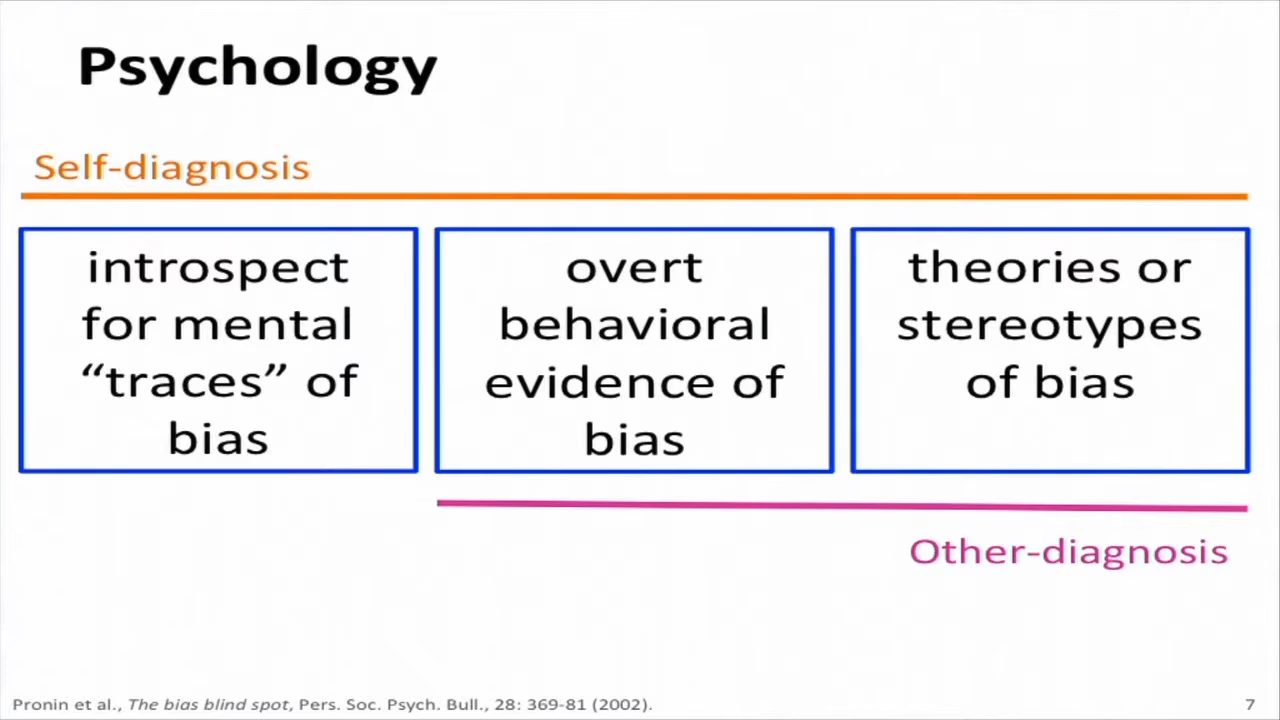 Psychology
Self-diagnosis
introspect
for mental
“traces” of
bias
overt
behavioral
evidence of
bias
theories or
stereotypes
of bias
Other-diagnosis
Pronin et al., The bias blind spot, Pers. Soc. Psych. Bull., 28: 369-81 (2002).
7